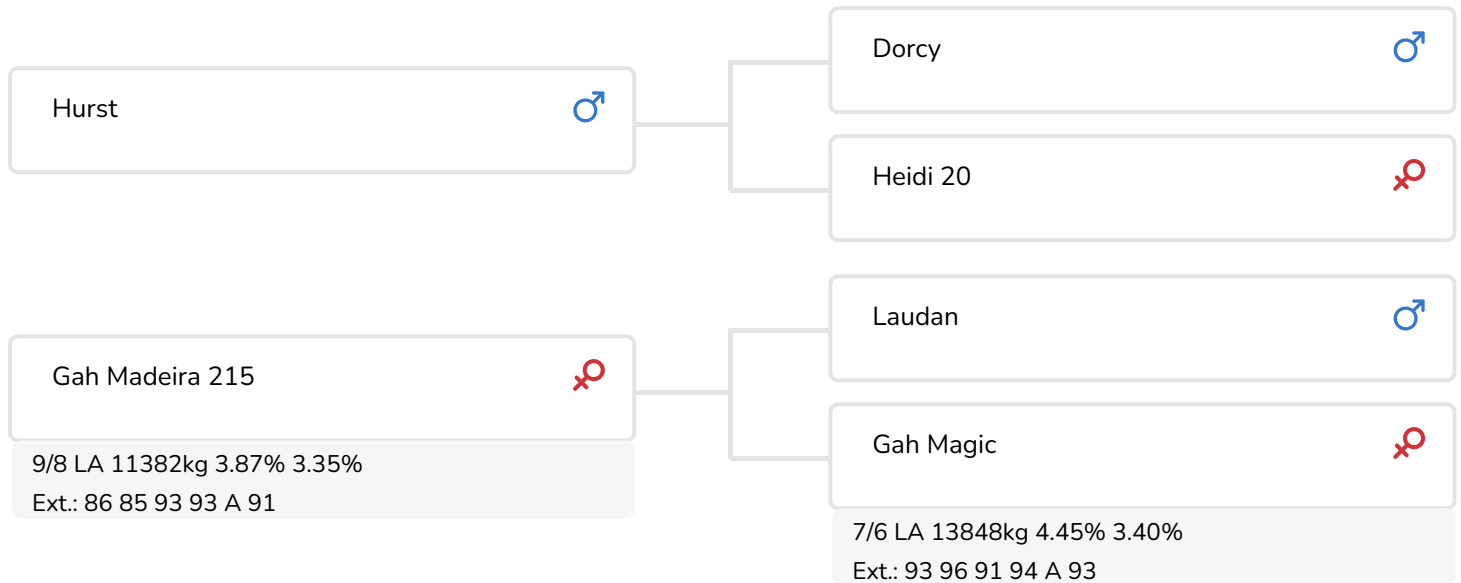 Dorcy
Hurst
Heidi 20
Laudan
Gah Madeira 215
9/8 LA 11382kg 3.87% 3.35%
Ext.: 86 85 93 93 A 91
Gah Magic
7/6 LA 13848kg 4.45% 3.40%
Ext.: 93 96 91 94 A 93